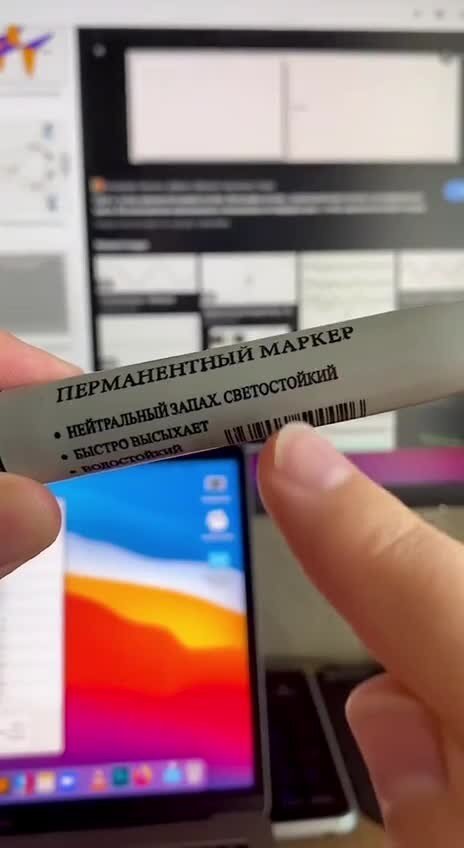 ПЕРМАНЕНТНЫЙ МАРКЕР
• НЕЙТРАЛЬНЫЙ ЗАПАХ. СВЕТОСТОЙКИЙ
• БЫСТРО ВЫСЫХАЕТ
• ВОДОСТОЙКИЙ